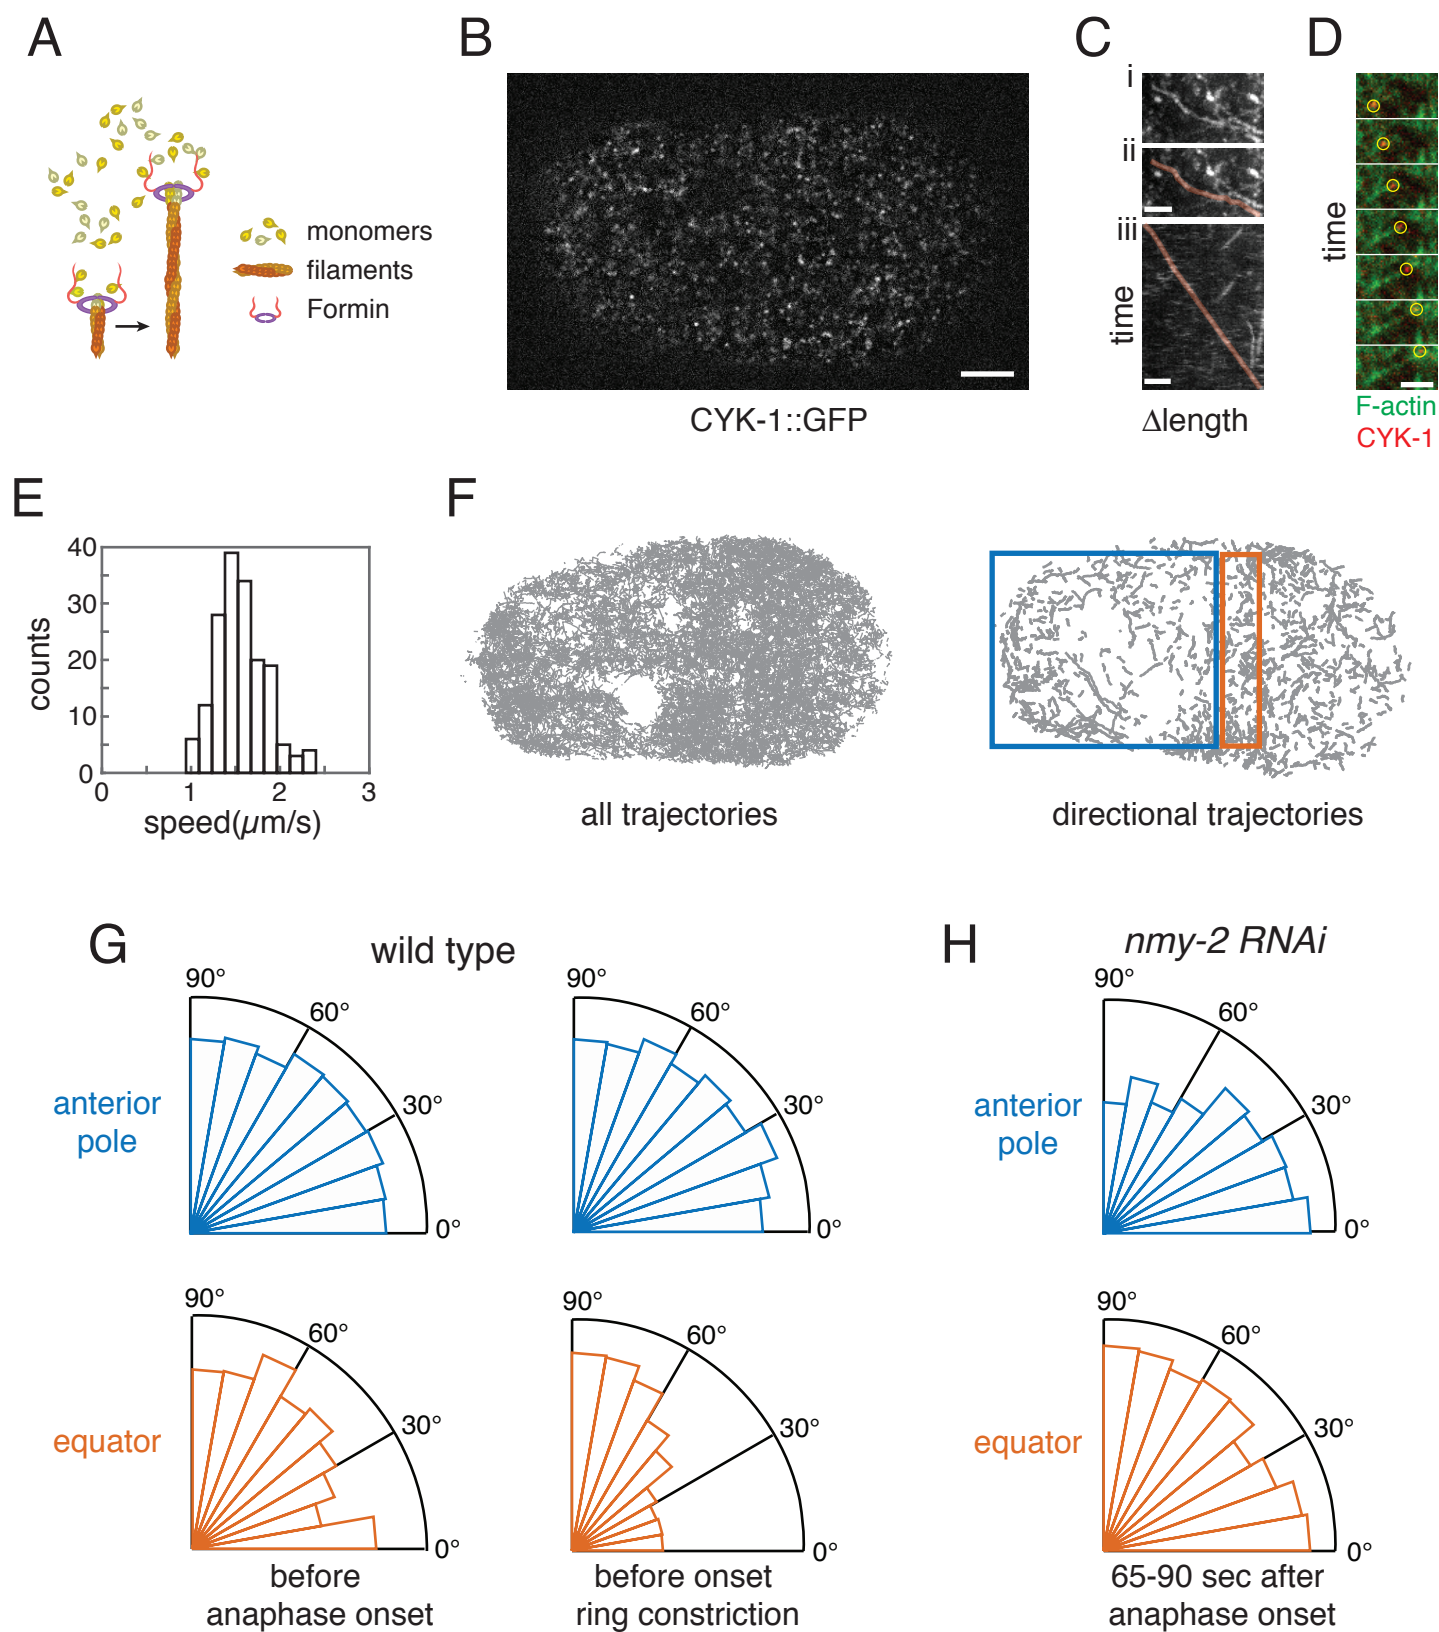 A
monomers
filaments
Formin
B
CYK-1::GFP
C
i
ii
iii
time
Δlength
D
time
F-actin
CYK-1
E
40
30
20
10
0
counts
0
1
2
3
speed(µm/s)
F
all trajectories
directional trajectories
G
wild type
anterior
pole
90°
60°
30°
0°
90°
60°
30°
0°
equator
90°
60°
30°
0°
before
anaphase onset
90°
60°
30°
0°
before onset
ring constriction
H
nmy-2 RNAi
anterior
pole
90°
60°
30°
0°
equator
90°
60°
30°
0°
65-90 sec after
anaphase onset